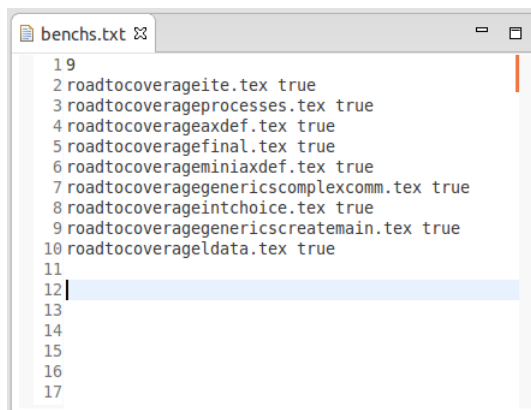 benchs.txt
1 9
2 roadtocoverageite.tex true
3 roadtocoverageprocesses.tex true
4 roadtocoverageaxdef.tex true
5 roadtocoveragefinal.tex true
6 roadtocoverageminiaxdef.tex true
7 roadtocoveragegenericscomplexcomm.tex true
8 roadtocoverageintchoice.tex true
9 roadtocoveragegenericscreatemain.tex true
10 roadtocoverageldata.tex true
11
12
13
14
15
16
17